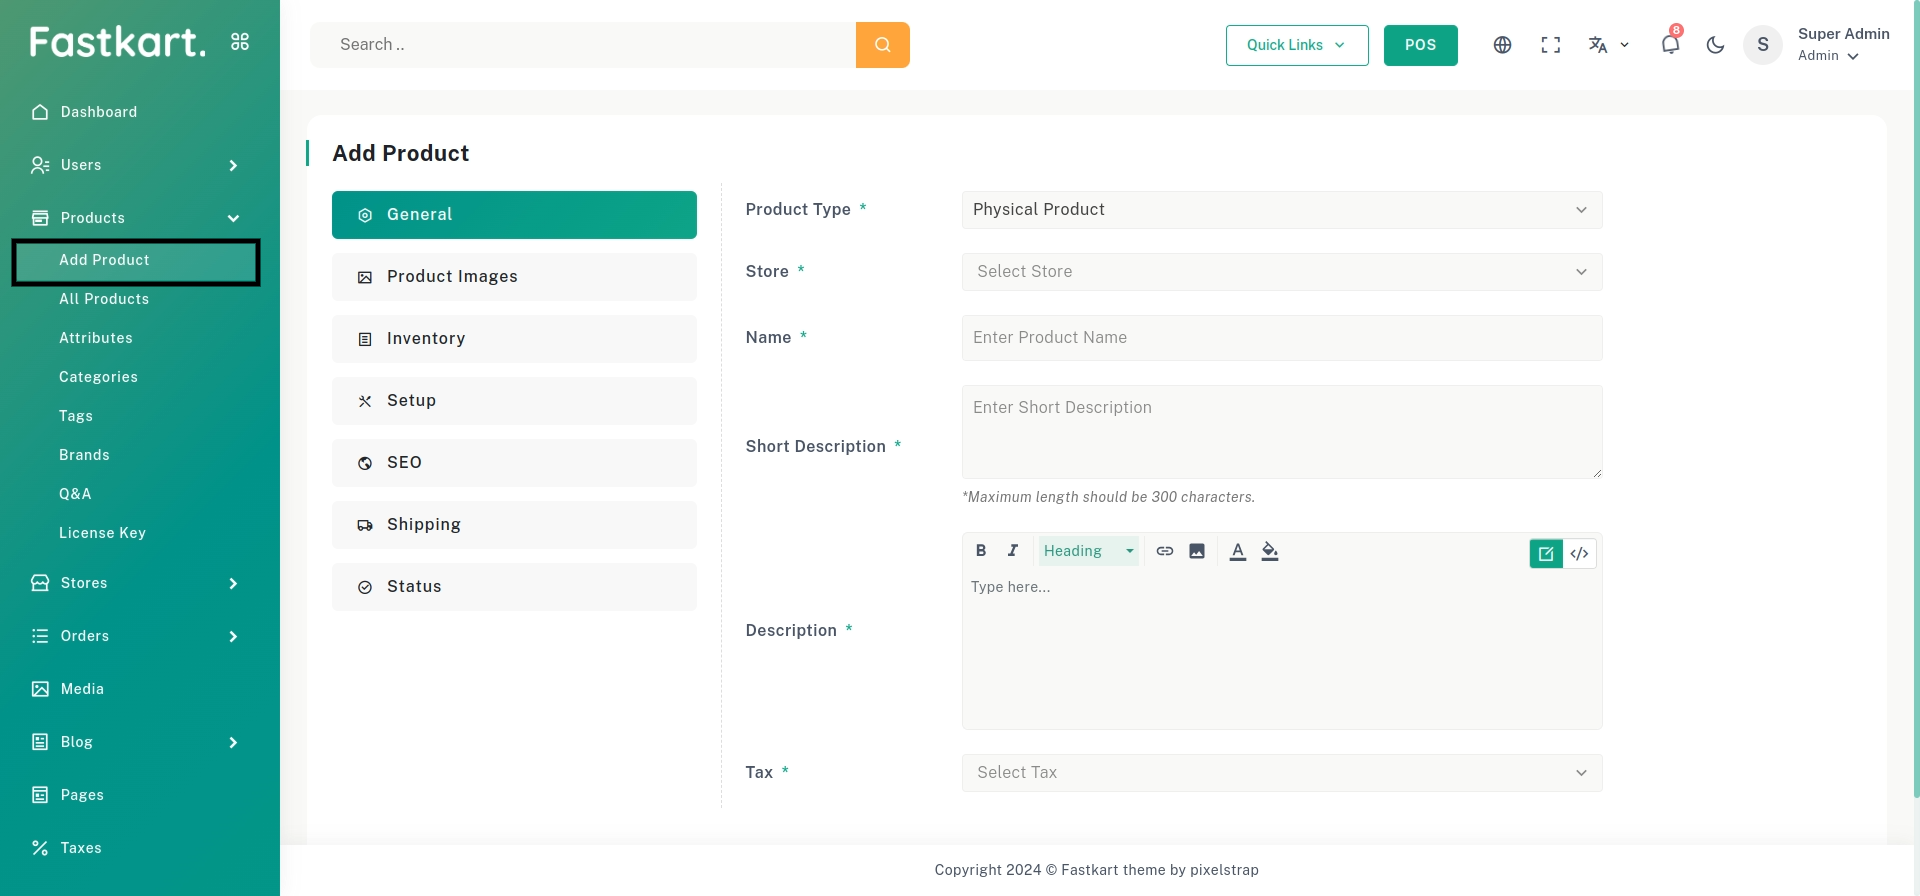 Fastkart.
Search ..
Quick Links
POS
8
S
Super Admin
Admin
Dashboard
Users
Products
Add Product
All Products
Attributes
Categories
Tags
Brands
Q&A
License Key
Stores
Orders
Media
Blog
Pages
Taxes
Add Product
General
Product Images
Inventory
Setup
SEO
Shipping
Status
Product Type *
Physical Product
Store *
Select Store
Name *
Enter Product Name
Short Description *
Enter Short Description
*Maximum length should be 300 characters.
Description *
B I Heading A </>
Type here...
Tax *
Select Tax
Copyright 2024 © Fastkart theme by pixelstrap